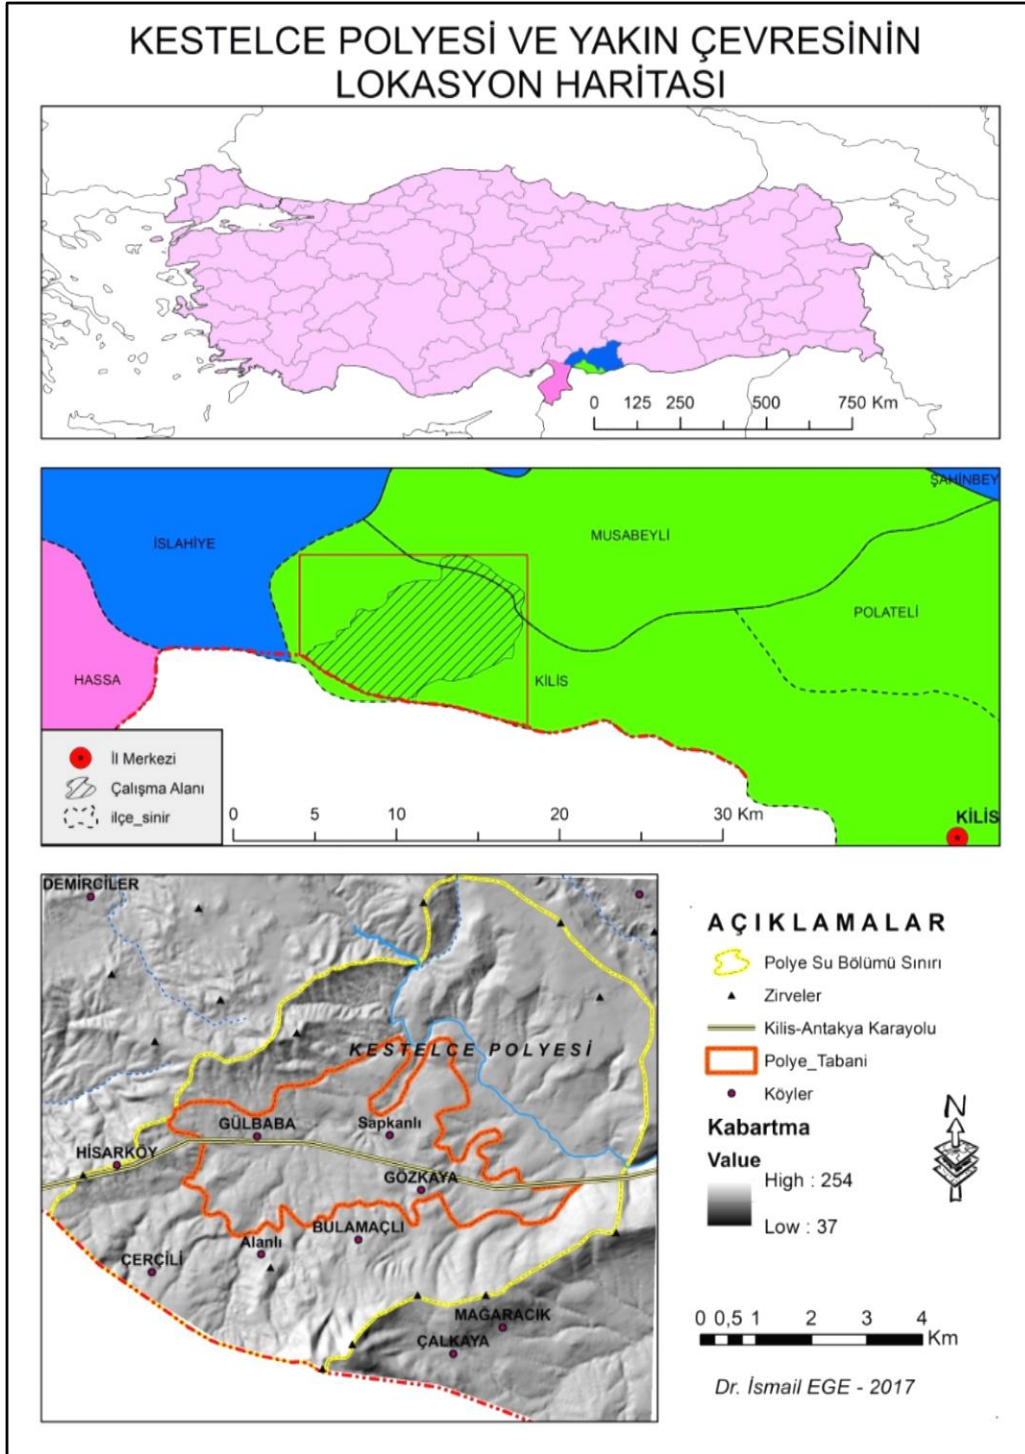 KESTELCE POLYESİ VE YAKIN ÇEVRESİNİN
LOKASYON HARİTASI
0 125 250 500 750 Km
ŞAHİNBEY
İSLAHİYE
MUSABEYLİ
POLATELİ
HASSA
KİLİS
İl Merkezi
Çalışma Alanı
ilçe_sinir
0 5 10 20 30 Km
KİLİS
DEMİRCİLER
KESTELCE POLYESİ
GÜLBABA
Sapkanlı
HİSARKÖY
GÖZKAYA
BULAMAÇLI
Alanlı
ÇERÇİLİ
MAĞARACIK
ÇALKAYA
AÇIKLAMALAR
Polye Su Bölümü Sınırı
Zirveler
Kilis-Antakya Karayolu
Polye_Tabani
Köyler
Kabartma
Value
High : 254
Low : 37
N
0 0,5 1 2 3 4
Km
Dr. İsmail EGE - 2017